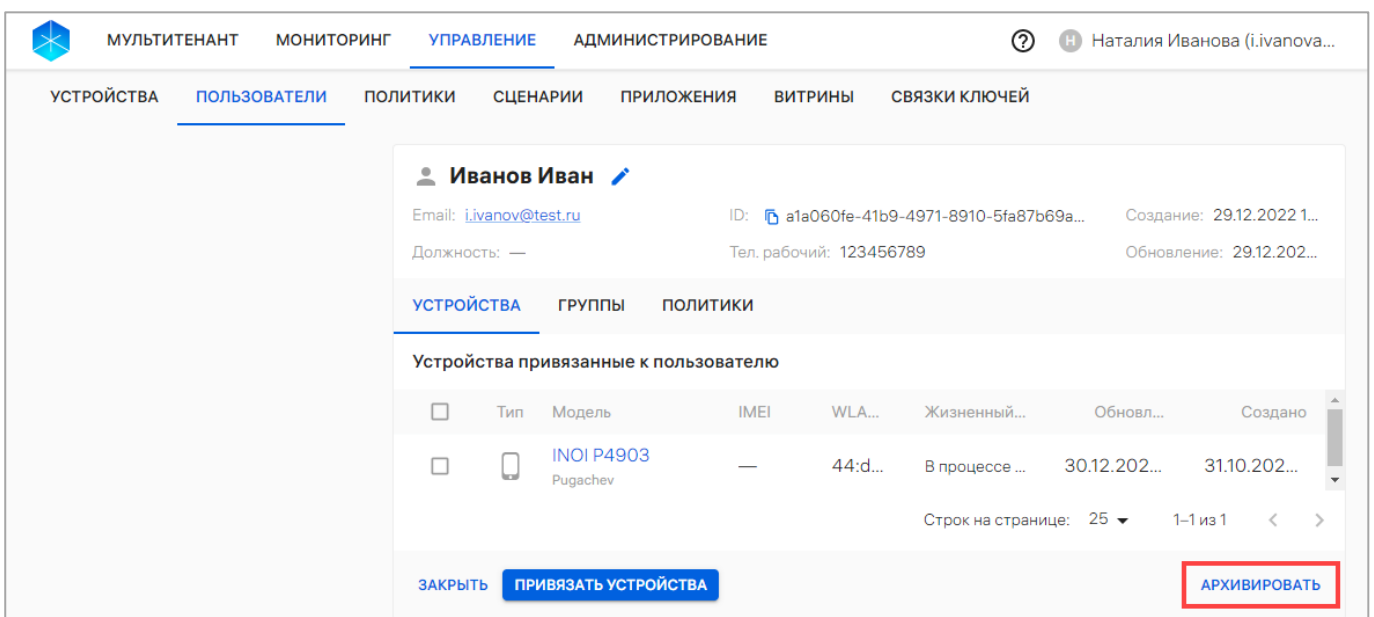 МУЛЬТИТЕНАНТ МОНИТОРИНГ УПРАВЛЕНИЕ АДМИНИСТРИРОВАНИЕ ? Н Наталия Иванова (i.ivanova...
УСТРОЙСТВА ПОЛЬЗОВАТЕЛИ ПОЛИТИКИ СЦЕНАРИИ ПРИЛОЖЕНИЯ ВИТРИНЫ СВЯЗКИ КЛЮЧЕЙ
Иванов Иван
Email: i.ivanov@test.ru ID: a1a060fe-41b9-4971-8910-5fa87b69a... Создание: 29.12.2022 1...
Должность: — Тел. рабочий: 123456789 Обновление: 29.12.202...
УСТРОЙСТВА ГРУППЫ ПОЛИТИКИ
Устройства привязанные к пользователю
Тип Модель IMEI WLA... Жизненный... Обновл... Создано
INOI P4903 — 44:d... В процессе ... 30.12.202... 31.10.202...
Pugachev
Строк на странице: 25 1–1 из 1
ЗАКРЫТЬ ПРИВЯЗАТЬ УСТРОЙСТВА АРХИВИРОВАТЬ